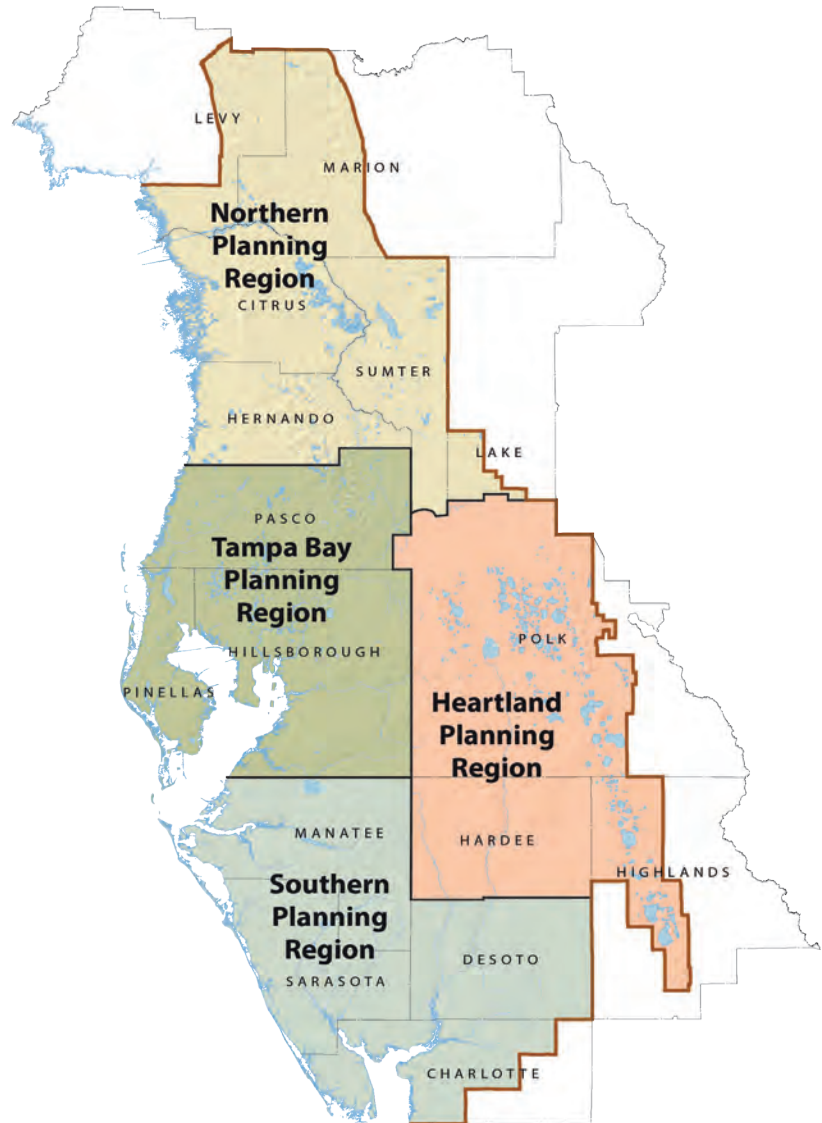 LEVY
MARION
Northern
Planning
Region
CITRUS
SUMTER
HERNANDO
LAKE
PASCO
Tampa Bay
Planning
Region
HILLSBOROUGH
PINELLAS
POLK
Heartland
Planning
Region
MANATEE
HARDEE
HIGHLANDS
Southern
Planning
Region
SARASOTA
DESOTO
CHARLOTTE